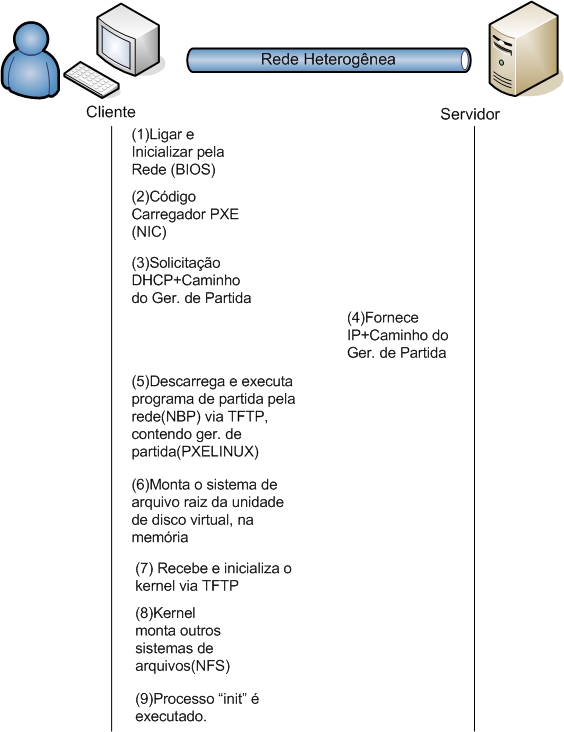 Rede Heterogênea
Cliente
Servidor
(1)Ligar e
Inicializar pela
Rede (BIOS)
(2)Código
Carregador PXE
(NIC)
(3)Solicitação
DHCP+Caminho
do Ger. de Partida
(4)Fornece
IP+Caminho do
Ger. de Partida
(5)Descarrega e executa
programa de partida pela
rede(NBP) via TFTP,
contendo ger. de
partida(PXELINUX)
(6)Monta o sistema de
arquivo raiz da unidade
de disco virtual, na
memória
(7) Recebe e inicializa o
kernel via TFTP
(8)Kernel
monta outros
sistemas de
arquivos(NFS)
(9)Processo “init” é
executado.